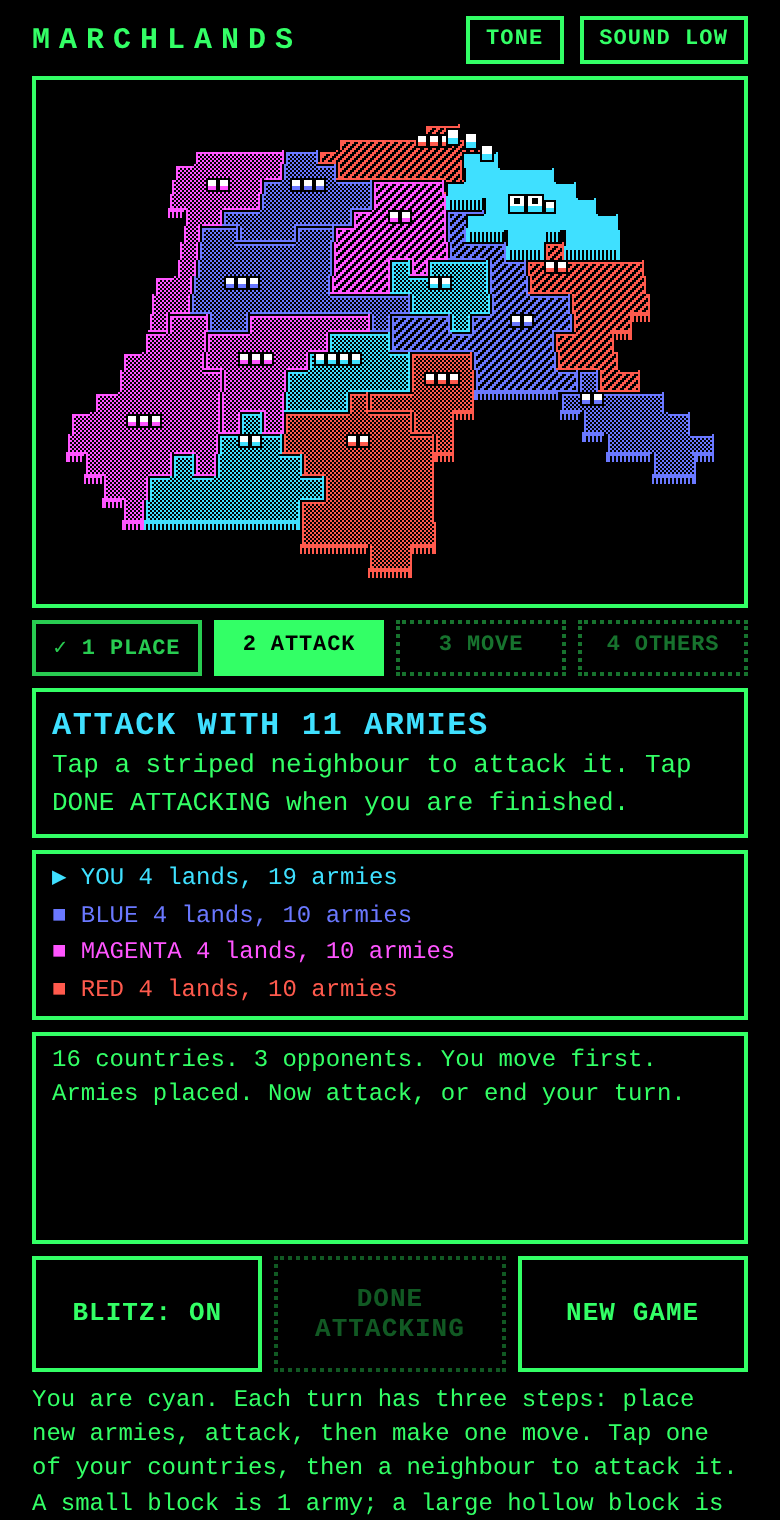 MARCHLANDS
TONE
SOUND LOW
✓ 1 PLACE
2 ATTACK
3 MOVE
4 OTHERS
ATTACK WITH 11 ARMIES
Tap a striped neighbour to attack it. Tap
DONE ATTACKING when you are finished.
▶ YOU 4 lands, 19 armies
■ BLUE 4 lands, 10 armies
■ MAGENTA 4 lands, 10 armies
■ RED 4 lands, 10 armies
16 countries. 3 opponents. You move first.
Armies placed. Now attack, or end your turn.
BLITZ: ON
DONE
ATTACKING
NEW GAME
You are cyan. Each turn has three steps: place
new armies, attack, then make one move. Tap one
of your countries, then a neighbour to attack it.
A small block is 1 army; a large hollow block is